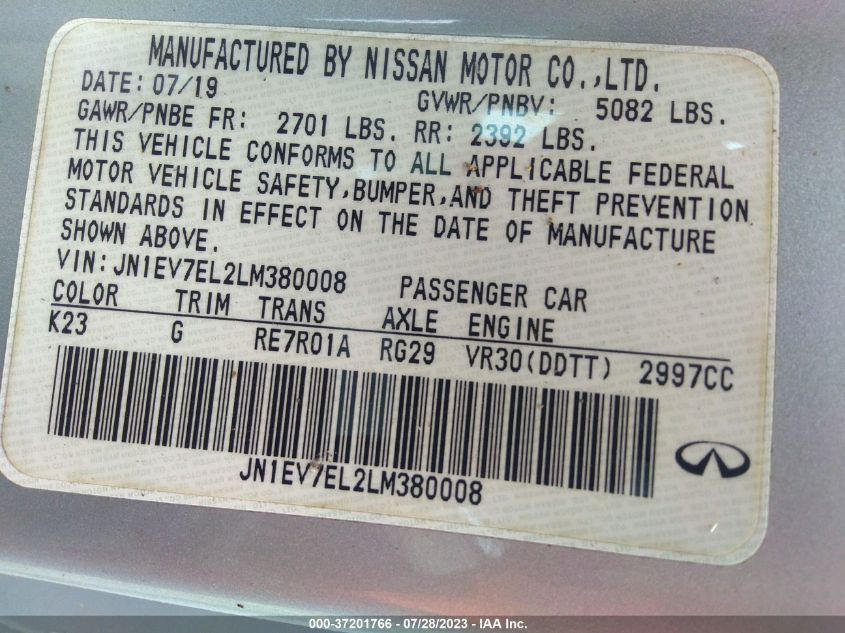 MANUFACTURED BY NISSAN MOTOR CO.,LTD.
DATE: 07/19 GVWR/PNBV: 5082 LBS.
GAWR/PNBE FR: 2701 LBS. RR: 2392 LBS.
THIS VEHICLE CONFORMS TO ALL APPLICABLE FEDERAL
MOTOR VEHICLE SAFETY,BUMPER,AND THEFT PREVENTION
STANDARDS IN EFFECT ON THE DATE OF MANUFACTURE
SHOWN ABOVE.
VIN:JN1EV7EL2LM380008 PASSENGER CAR
COLOR TRIM TRANS AXLE ENGINE
K23 G RE7R01A RG29 VR30(DDTT) 2997CC
JN1EV7EL2LM380008
000-37201766 - 07/28/2023 - IAA Inc.